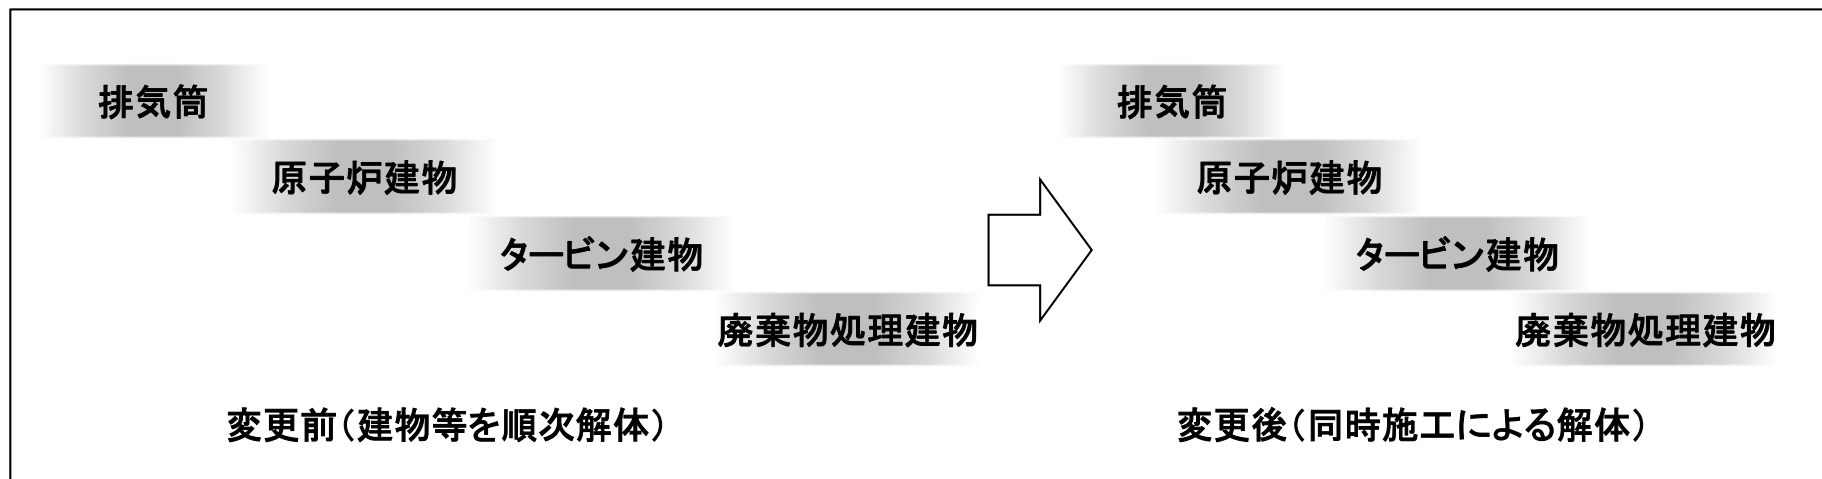 排気筒
原子炉建物
タービン建物
廃棄物処理建物
変更前（建物等を順次解体）
排気筒
原子炉建物
タービン建物
廃棄物処理建物
変更後（同時施工による解体）